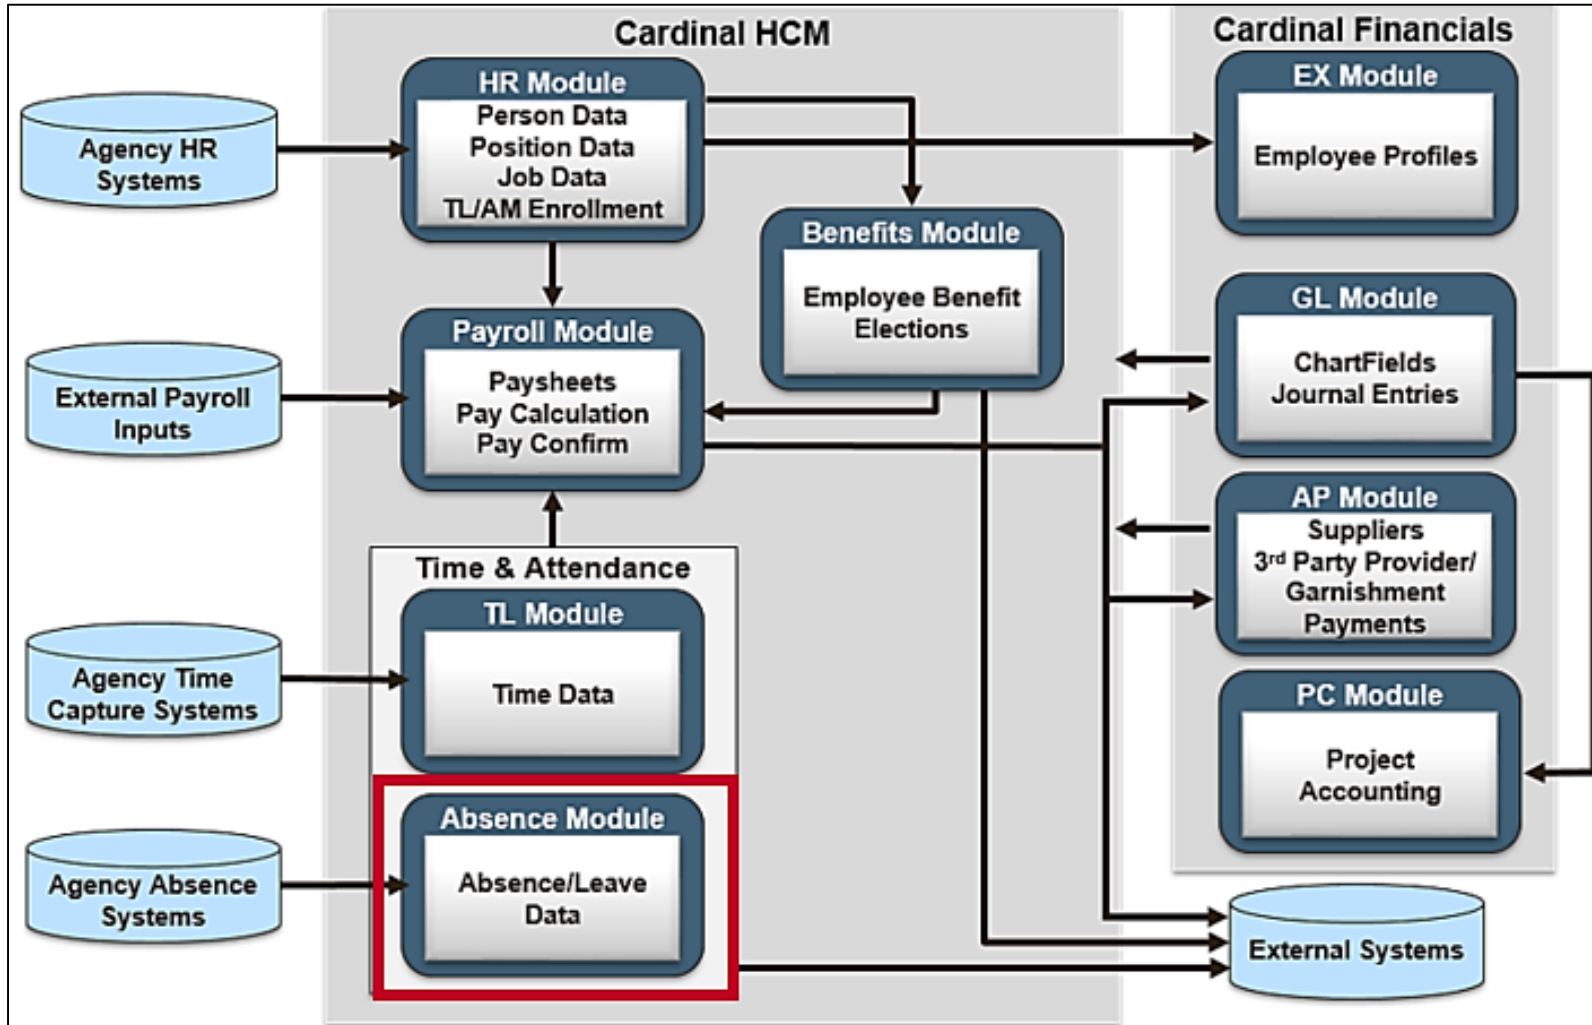 Cardinal HCM
Cardinal Financials
HR Module
Person Data
Position Data
Job Data
TL/AM Enrollment
EX Module
Employee Profiles
Agency HR
Systems
Benefits Module
Employee Benefit
Elections
GL Module
ChartFields
Journal Entries
Payroll Module
Paysheets
Pay Calculation
Pay Confirm
External Payroll
Inputs
AP Module
Suppliers
3rd Party Provider/
Garnishment
Payments
Time & Attendance
TL Module
Time Data
Agency Time
Capture Systems
PC Module
Project
Accounting
Absence Module
Absence/Leave
Data
Agency Absence
Systems
External Systems